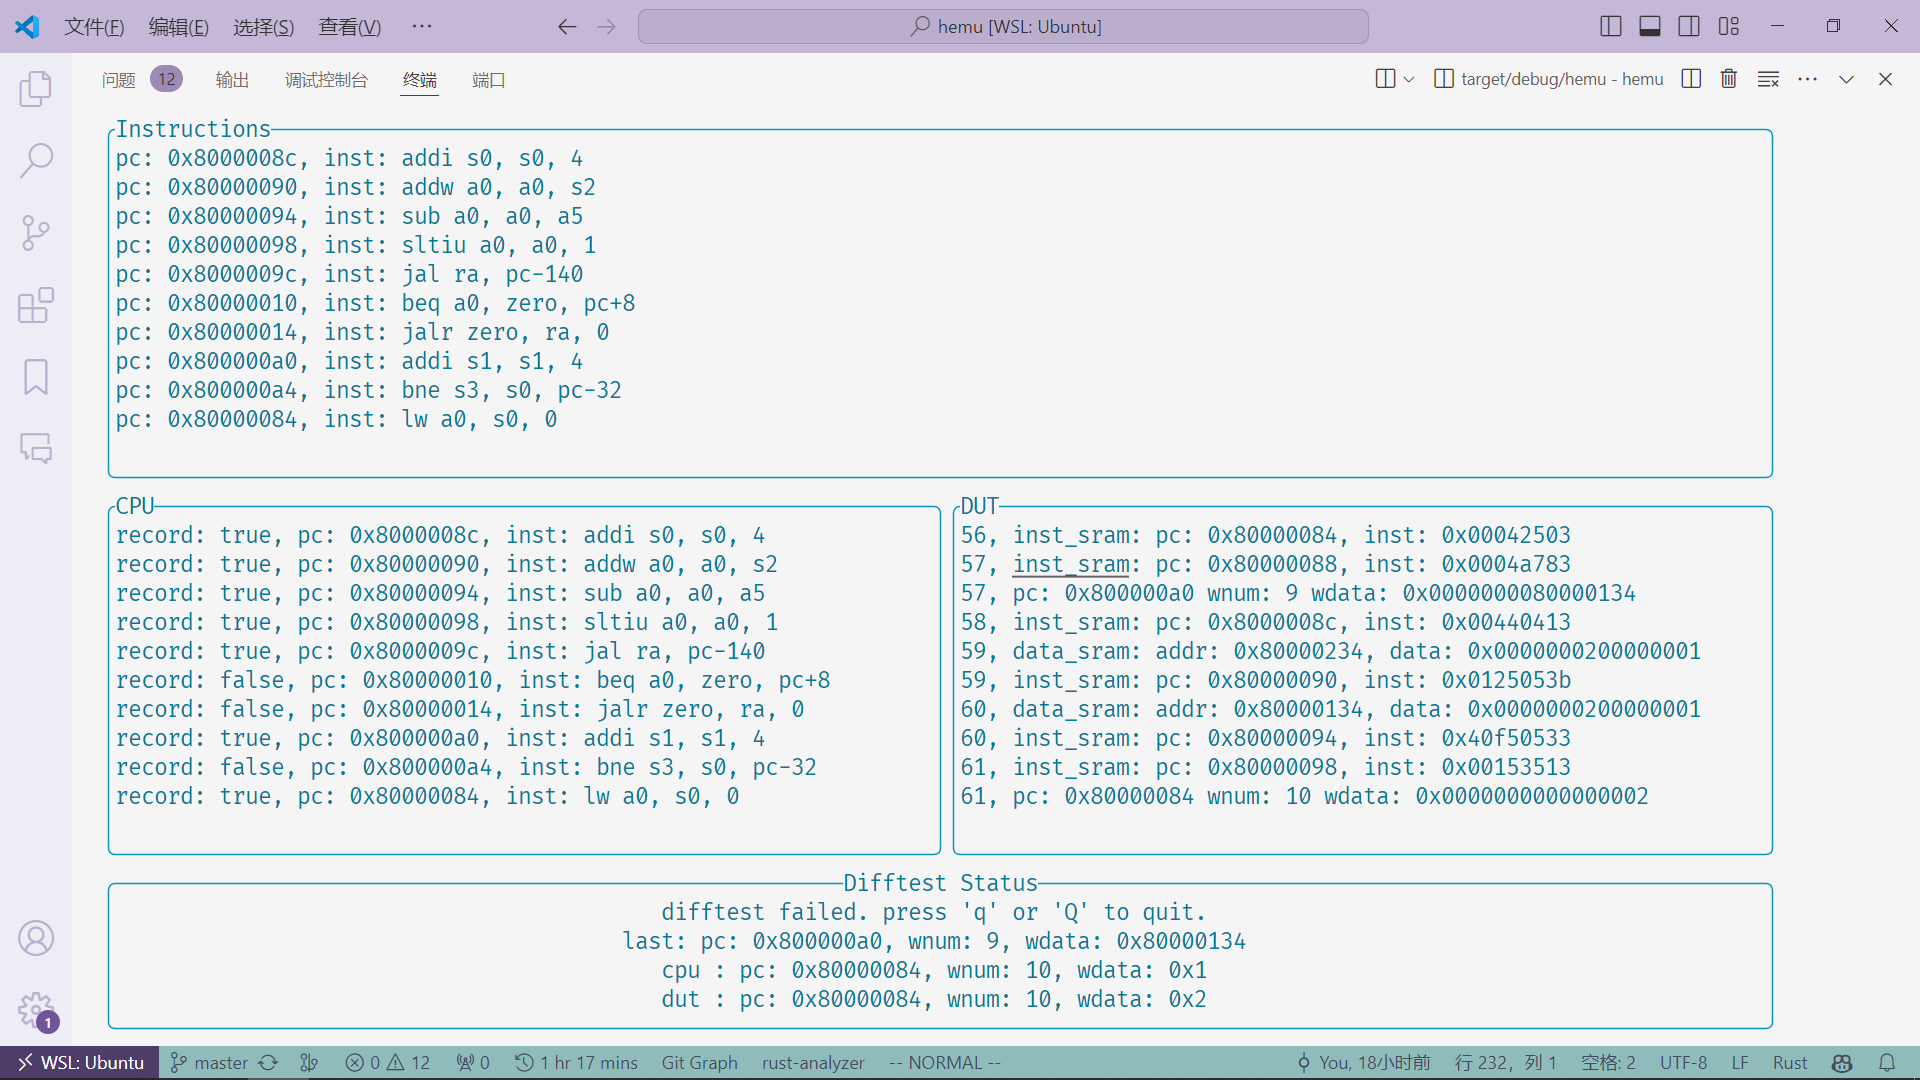 文件(F) 编辑(E) 选择(S) 查看(V) ··· hemu [WSL: Ubuntu]
问题 12 输出 调试控制台 终端 端口 target/debug/hemu - hemu
Instructions
pc: 0x8000008c, inst: addi s0, s0, 4
pc: 0x80000090, inst: addw a0, a0, s2
pc: 0x80000094, inst: sub a0, a0, a5
pc: 0x80000098, inst: sltiu a0, a0, 1
pc: 0x8000009c, inst: jal ra, pc-140
pc: 0x80000010, inst: beq a0, zero, pc+8
pc: 0x80000014, inst: jalr zero, ra, 0
pc: 0x800000a0, inst: addi s1, s1, 4
pc: 0x800000a4, inst: bne s3, s0, pc-32
pc: 0x80000084, inst: lw a0, s0, 0
CPU
record: true, pc: 0x8000008c, inst: addi s0, s0, 4
record: true, pc: 0x80000090, inst: addw a0, a0, s2
record: true, pc: 0x80000094, inst: sub a0, a0, a5
record: true, pc: 0x80000098, inst: sltiu a0, a0, 1
record: true, pc: 0x8000009c, inst: jal ra, pc-140
record: false, pc: 0x80000010, inst: beq a0, zero, pc+8
record: false, pc: 0x80000014, inst: jalr zero, ra, 0
record: true, pc: 0x800000a0, inst: addi s1, s1, 4
record: false, pc: 0x800000a4, inst: bne s3, s0, pc-32
record: true, pc: 0x80000084, inst: lw a0, s0, 0
DUT
56, inst_sram: pc: 0x80000084, inst: 0x00042503
57, inst_sram: pc: 0x80000088, inst: 0x0004a783
57, pc: 0x800000a0 wnum: 9 wdata: 0x0000000080000134
58, inst_sram: pc: 0x8000008c, inst: 0x00440413
59, data_sram: addr: 0x80000234, data: 0x0000000200000001
59, inst_sram: pc: 0x80000090, inst: 0x0125053b
60, data_sram: addr: 0x80000134, data: 0x0000000200000001
60, inst_sram: pc: 0x80000094, inst: 0x40f50533
61, inst_sram: pc: 0x80000098, inst: 0x00153513
61, pc: 0x80000084 wnum: 10 wdata: 0x0000000000000002
Difftest Status
difftest failed. press 'q' or 'Q' to quit.
last: pc: 0x800000a0, wnum: 9, wdata: 0x80000134
cpu : pc: 0x80000084, wnum: 10, wdata: 0x1
dut : pc: 0x80000084, wnum: 10, wdata: 0x2
1
WSL: Ubuntu master 0 12 0 1 hr 17 mins Git Graph rust-analyzer -- NORMAL -- You, 18小时前 行 232，列 1 空格: 2 UTF-8 LF Rust